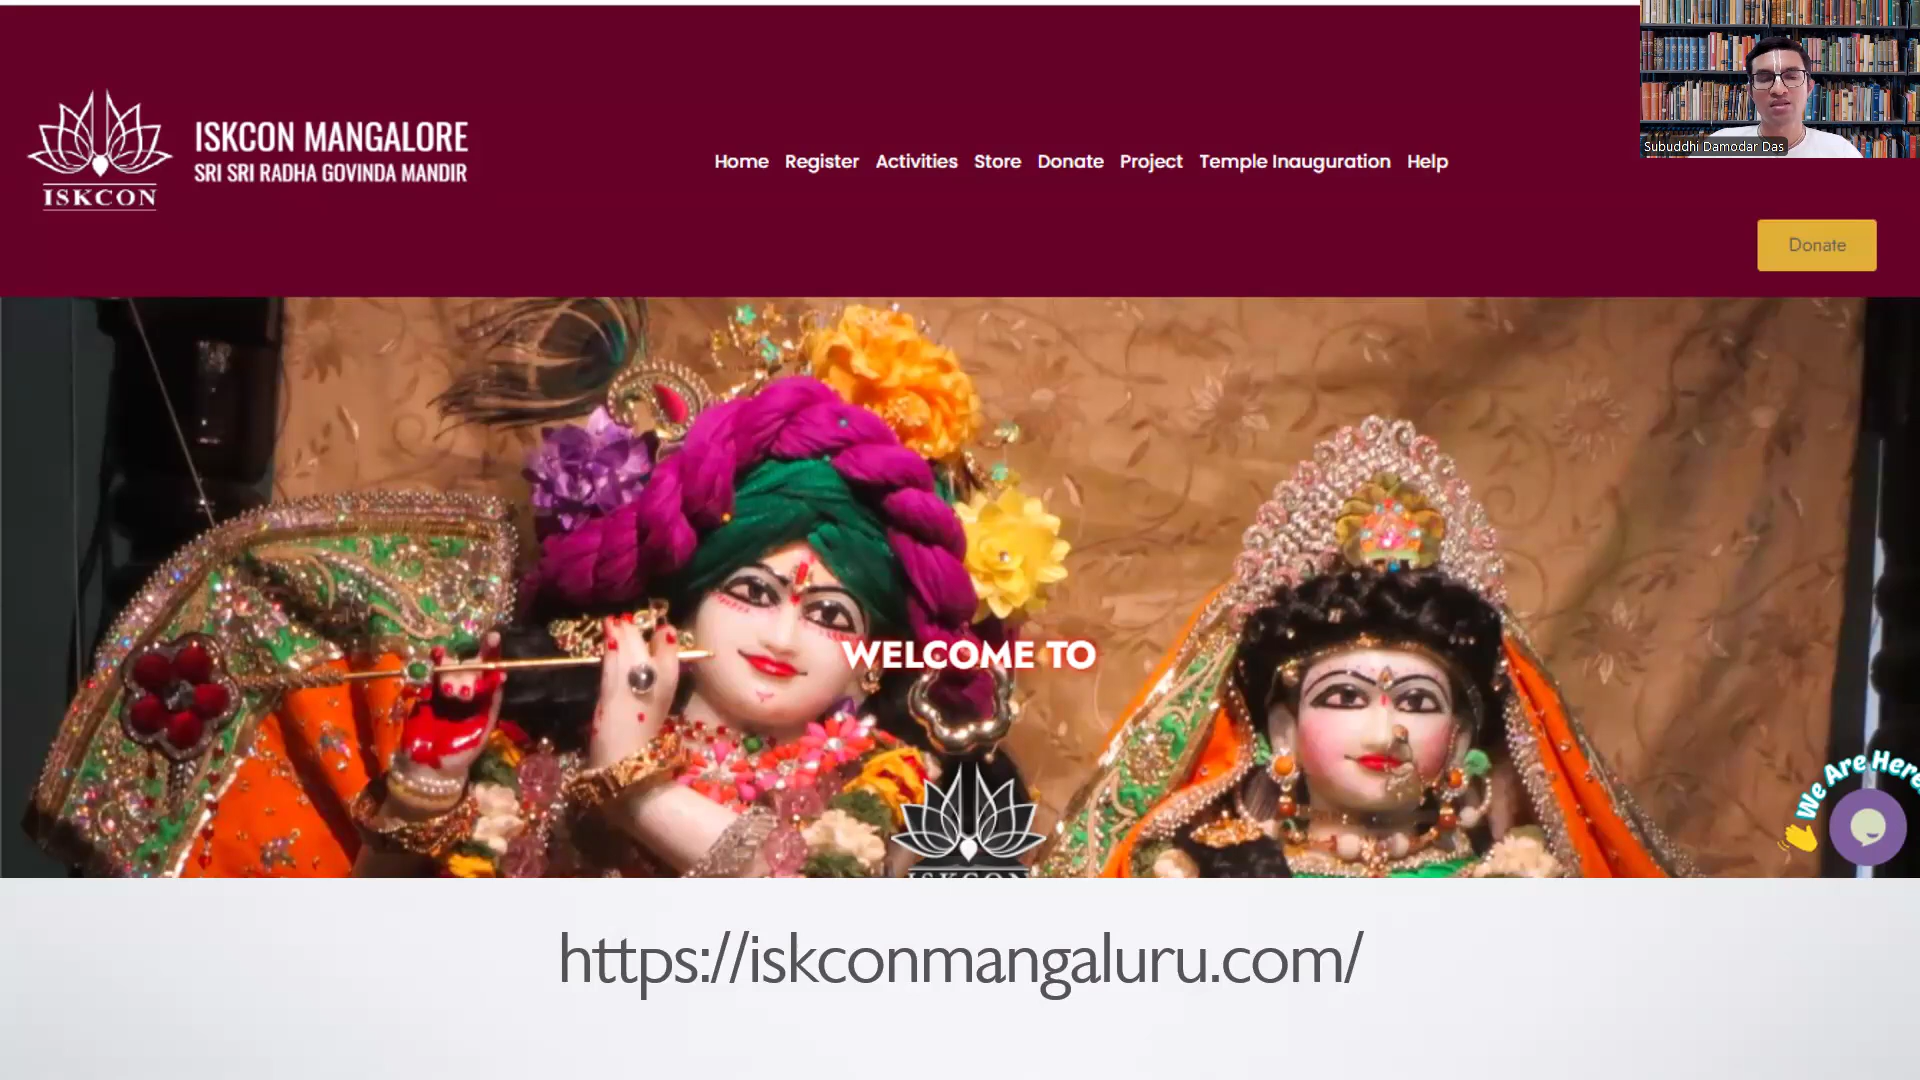 ISKCON MANGALORE
SRI SRI RADHA GOVINDA MANDIR
ISKCON
Home Register Activities Store Donate Project Temple Inauguration Help
Subuddhi Damodar Das
Donate
WELCOME TO
We Are Here!
ISKCON
https://iskconmangaluru.com/